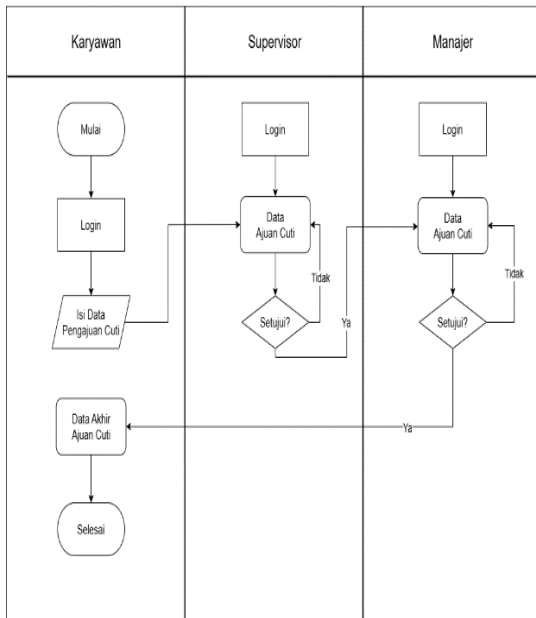 Karyawan
Supervisor
Manajer
Mulai
Login
Isi Data
Pengajuan Cuti
Data Akhir
Ajuan Cuti
Selesai
Login
Data
Ajuan Cuti
Tidak
Setujui?
Ya
Login
Data
Ajuan Cuti
Tidak
Setujui?
Ya